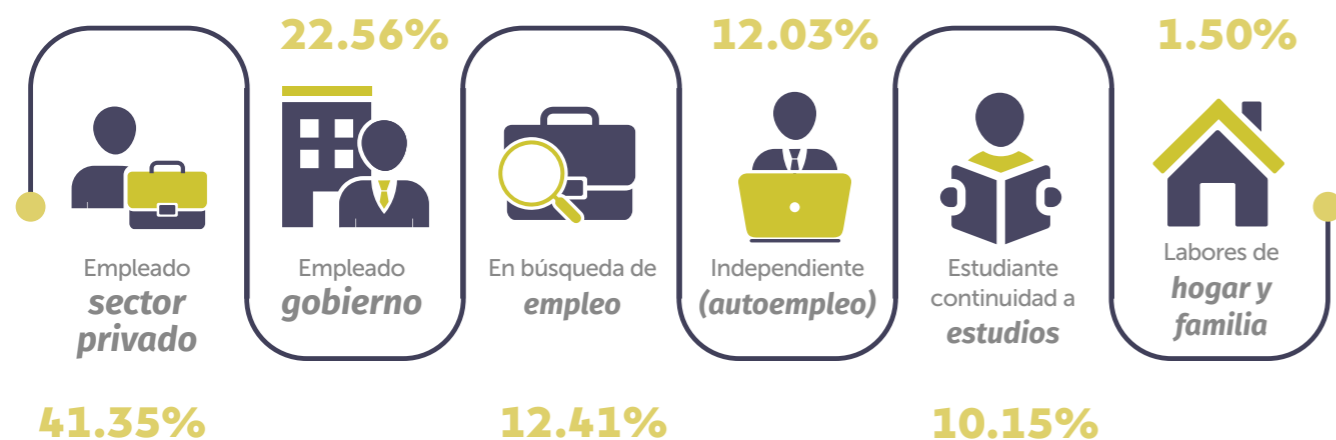 22.56%
12.03%
1.50%
Empleado
sector
privado
Empleado
gobierno
En búsqueda de
empleo
Independiente
(autoempleo)
Estudiante
continuidad a
estudios
Labores de
hogar y
familia
41.35%
12.41%
10.15%